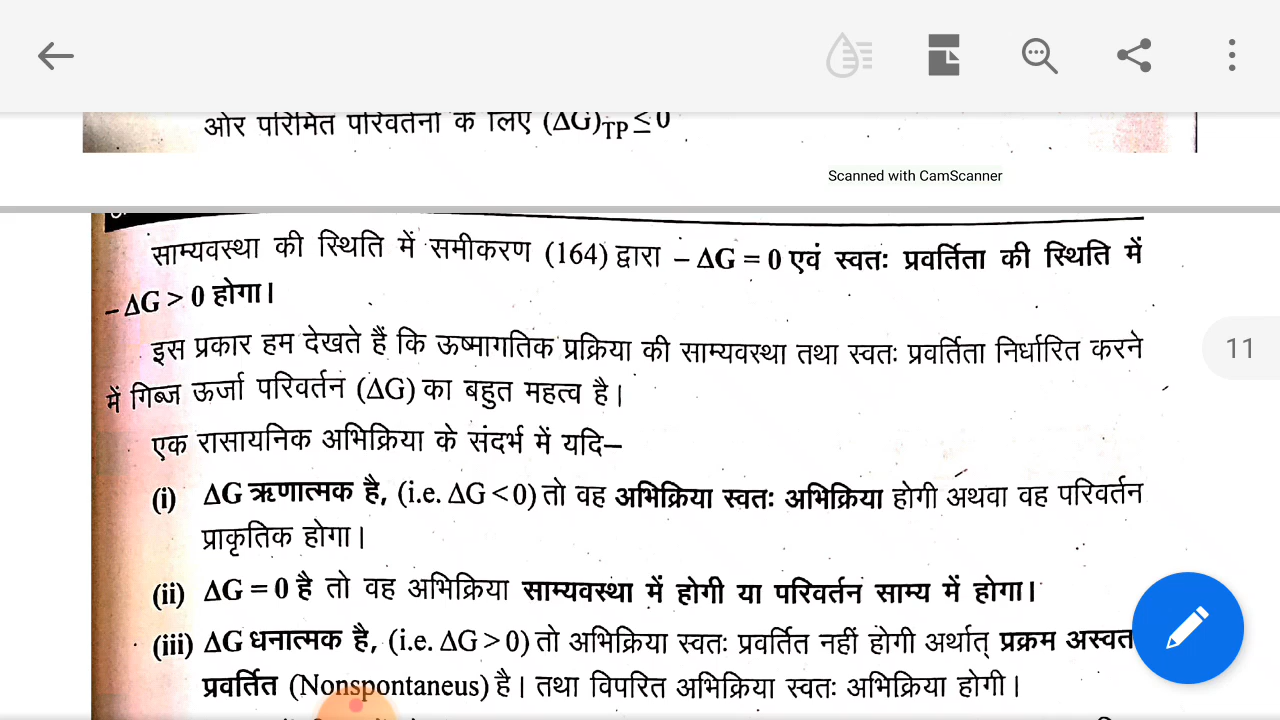 और परिमित परिवर्तनों के लिए (ΔG)TP ≤ 0
Scanned with CamScanner
साम्यवस्था की स्थिति में समीकरण (164) द्वारा – ΔG = 0 एवं स्वतः प्रवर्तिता की स्थिति में
– ΔG > 0 होगा।
इस प्रकार हम देखते हैं कि ऊष्मागतिक प्रक्रिया की साम्यवस्था तथा स्वतः प्रवर्तिता निर्धारित करने
में गिब्ज ऊर्जा परिवर्तन (ΔG) का बहुत महत्व है।
11
एक रासायनिक अभिक्रिया के संदर्भ में यदि–
(i) ΔG ऋणात्मक है, (i.e. ΔG < 0) तो वह अभिक्रिया स्वतः अभिक्रिया होगी अथवा वह परिवर्तन
प्राकृतिक होगा।
(ii) ΔG = 0 है तो वह अभिक्रिया साम्यवस्था में होगी या परिवर्तन साम्य में होगा।
(iii) ΔG धनात्मक है, (i.e. ΔG > 0) तो अभिक्रिया स्वतः प्रवर्तित नहीं होगी अर्थात् प्रक्रम अस्वत
प्रवर्तित (Nonspontaneus) है। तथा विपरित अभिक्रिया स्वतः अभिक्रिया होगी।